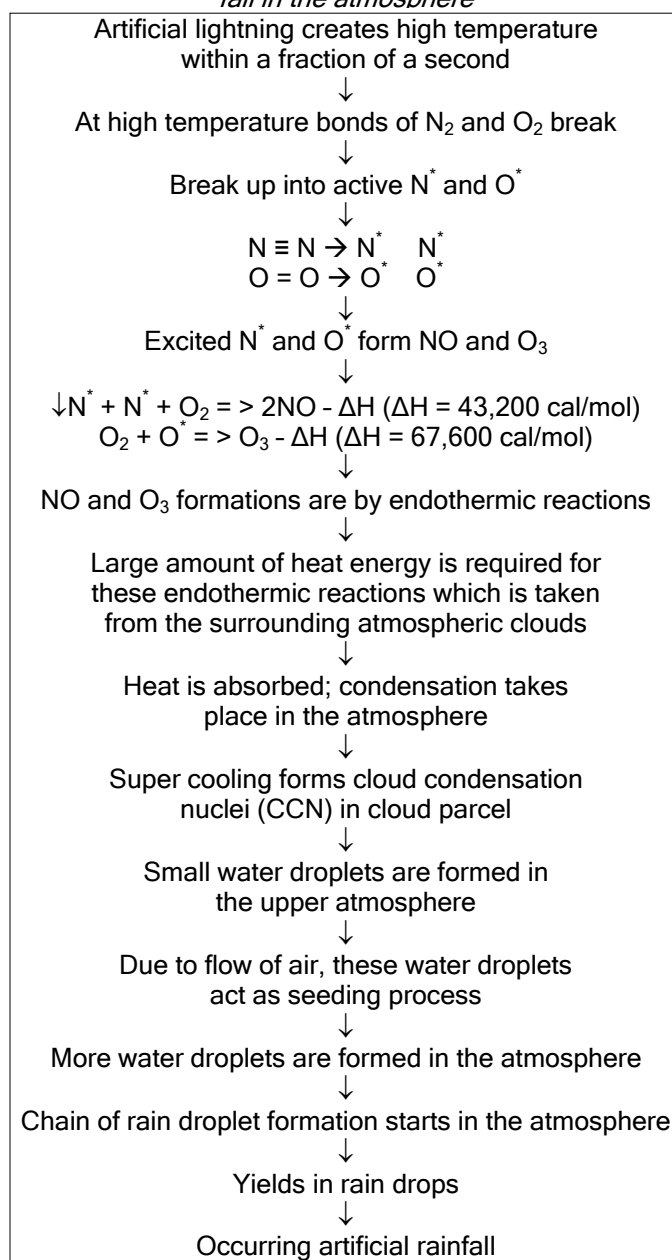 fall in the atmosphere
Artificial lightning creates high temperature
within a fraction of a second
↓
At high temperature bonds of N₂ and O₂ break
↓
Break up into active N* and O*
↓
N ≡ N → N* N*
O = O → O* O*
↓
Excited N* and O* form NO and O₃
↓
↓N* + N* + O₂ = > 2NO - ΔH (ΔH = 43,200 cal/mol)
O₂ + O* = > O₃ - ΔH (ΔH = 67,600 cal/mol)
↓
NO and O₃ formations are by endothermic reactions
↓
Large amount of heat energy is required for
these endothermic reactions which is taken
from the surrounding atmospheric clouds
↓
Heat is absorbed; condensation takes
place in the atmosphere
↓
Super cooling forms cloud condensation
nuclei (CCN) in cloud parcel
↓
Small water droplets are formed in
the upper atmosphere
↓
Due to flow of air, these water droplets
act as seeding process
↓
More water droplets are formed in the atmosphere
↓
Chain of rain droplet formation starts in the atmosphere
↓
Yields in rain drops
↓
Occurring artificial rainfall